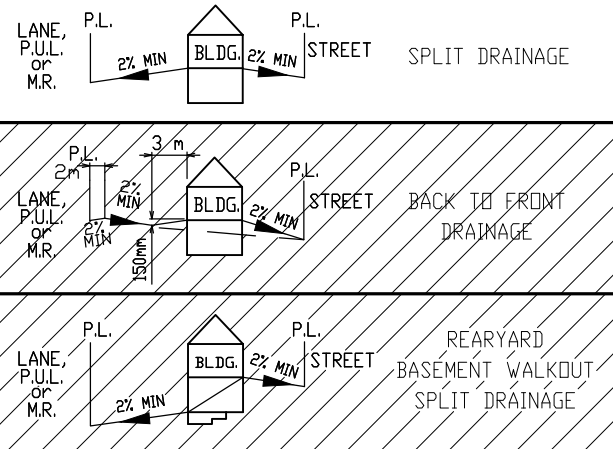 P.L.
P.L.
LANE,
P.U.L.
or
M.R.
2% MIN
BLDG.
2% MIN
STREET
SPLIT DRAINAGE
3 m
P.L.
2m
P.L.
2%
MIN
LANE,
P.U.L.
or
M.R.
2%
MIN
150mm
BLDG.
2% MIN
STREET
BACK TO FRONT
DRAINAGE
P.L.
P.L.
LANE,
P.U.L.
or
M.R.
2% MIN
BLDG.
2% MIN
STREET
REARYARD
BASEMENT WALKOUT
SPLIT DRAINAGE